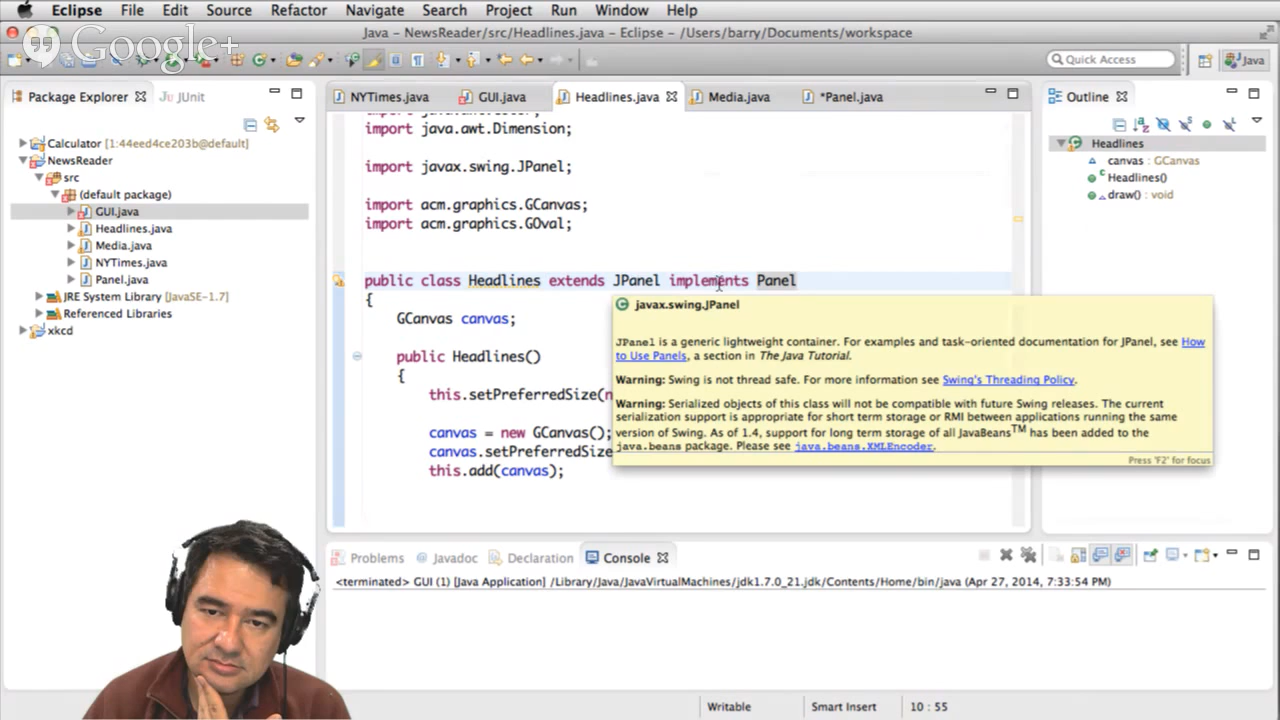 Eclipse File Edit Source Refactor Navigate Search Project Run Window Help
Java - NewsReader/src/Headlines.java - Eclipse - /Users/barry/Documents/workspace
Google+
Quick Access
Java
Package Explorer JUnit
Calculator [1:44eed4ce203b@default]
NewsReader
src
(default package)
GUI.java
Headlines.java
Media.java
NYTimes.java
Panel.java
JRE System Library [JavaSE-1.7]
Referenced Libraries
xkcd
NYTimes.java GUI.java Headlines.java Media.java *Panel.java
import java.awt.Dimension;
import javax.swing.JPanel;
import acm.graphics.GCanvas;
import acm.graphics.GOval;
public class Headlines extends JPanel implements Panel
{
GCanvas canvas;
public Headlines()
{
this.setPreferredSize(
canvas = new GCanvas();
canvas.setPreferredSize
this.add(canvas);
javax.swing.JPanel
JPanel is a generic lightweight container. For examples and task-oriented documentation for JPanel, see How
to Use Panels, a section in The Java Tutorial.
Warning: Swing is not thread safe. For more information see Swing's Threading Policy.
Warning: Serialized objects of this class will not be compatible with future Swing releases. The current
serialization support is appropriate for short term storage or RMI between applications running the same
version of Swing. As of 1.4, support for long term storage of all JavaBeans™ has been added to the
java.beans package. Please see java.beans.XMLEncoder.
Press 'F2' for focus
Outline
Headlines
canvas : GCanvas
Headlines()
draw() : void
Problems Javadoc Declaration Console
<terminated> GUI (1) [Java Application] /Library/Java/JavaVirtualMachines/jdk1.7.0_21.jdk/Contents/Home/bin/java (Apr 27, 2014, 7:33:54 PM)
Writable Smart Insert 10 : 55